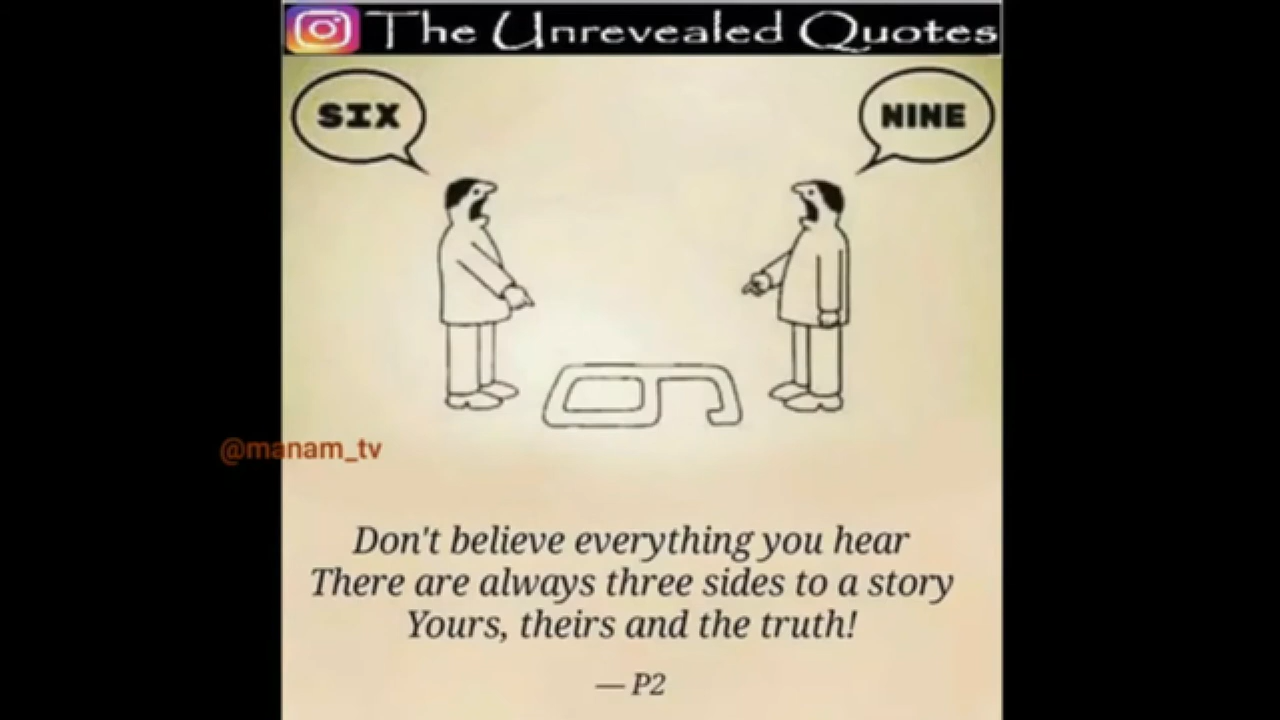 The Unrevealed Quotes
SIX
NINE
@manam_tv
Don't believe everything you hear
There are always three sides to a story
Yours, theirs and the truth!
— P2